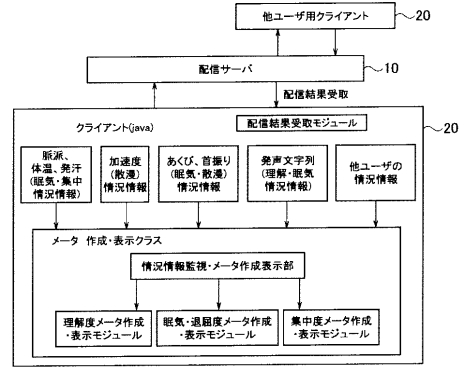 他ユーザ用クライアント
20
配信サーバ
10
配信結果受取
クライアント(java)
配信結果受取モジュール
20
脈派、
体温、発汗
(眠気・集中
情況情報)
加速度
(散漫)
情況情報
あくび、首振り
(眠気・散漫)
情況情報
発声文字列
(理解・眠気
情況情報)
他ユーザの
情況情報
メータ 作成・表示クラス
情況情報監視・メータ作成表示部
理解度メータ作成
・表示モジュール
眠気・退屈度メータ作成
・表示モジュール
集中度メータ作成
・表示モジュール